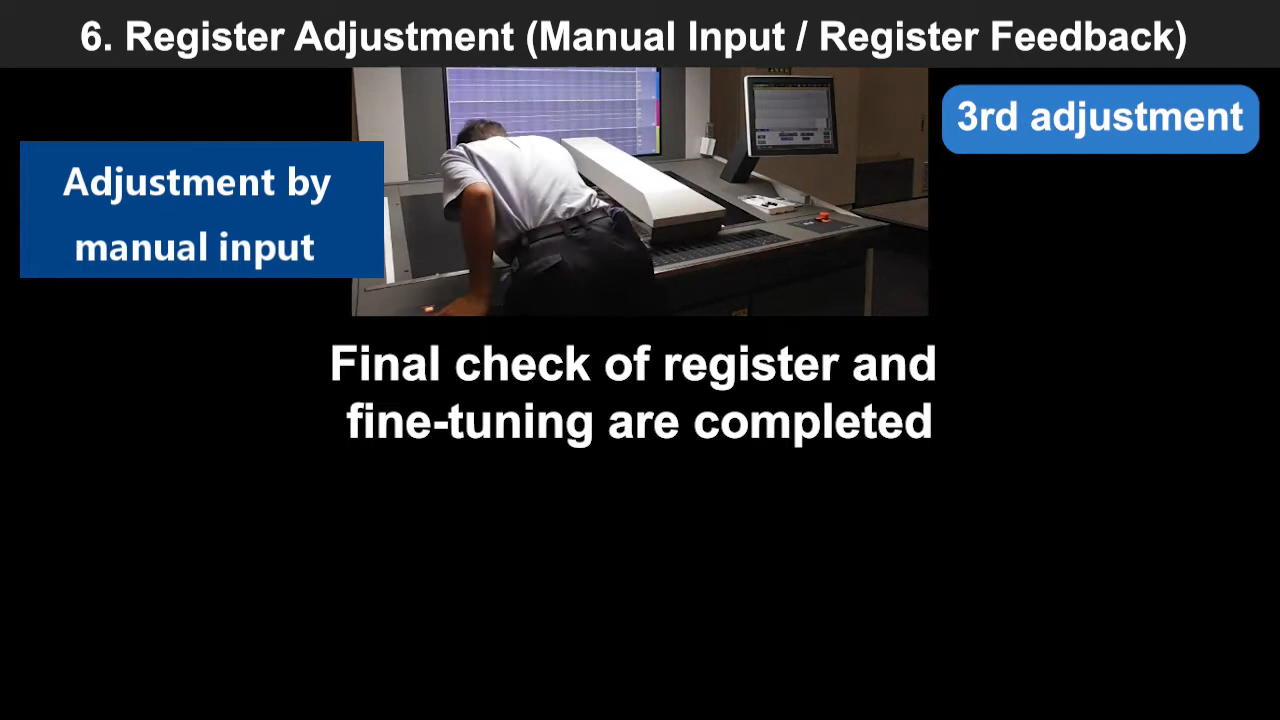 6. Register Adjustment (Manual Input / Register Feedback)
3rd adjustment
Adjustment by
manual input
Final check of register and
fine-tuning are completed